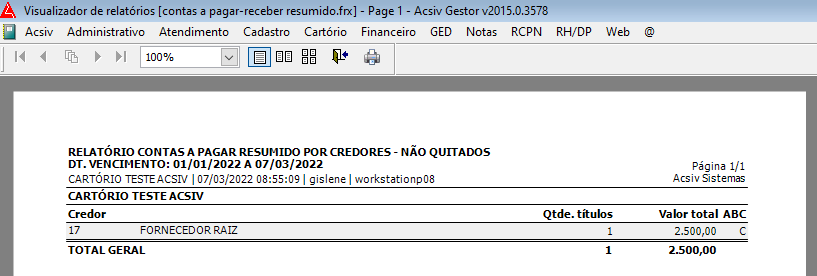 Visualizador de relatórios [contas a pagar-receber resumido.frx] - Page 1 - Acsiv Gestor v2015.0.3578
Acsiv Administrativo Atendimento Cadastro Cartório Financeiro GED Notas RCPN RH/DP Web @
100%
RELATÓRIO CONTAS A PAGAR RESUMIDO POR CREDORES - NÃO QUITADOS
DT. VENCIMENTO: 01/01/2022 A 07/03/2022
Página 1/1
CARTÓRIO TESTE ACSIV | 07/03/2022 08:55:09 | gislene | workstationp08
Acsiv Sistemas
CARTÓRIO TESTE ACSIV
Credor Qtde. títulos Valor total ABC
17 FORNECEDOR RAIZ 1 2.500,00 C
TOTAL GERAL 1 2.500,00